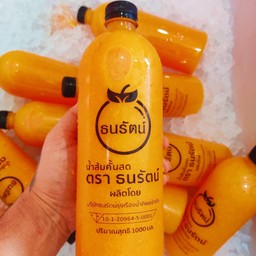 ธนรัตน์
น้ำส้มคั้นสด
ตรา ธนรัตน์
ผลิตโดย
10-1-20964-5-0001
ปริมาณสุทธิ 1000 มล.